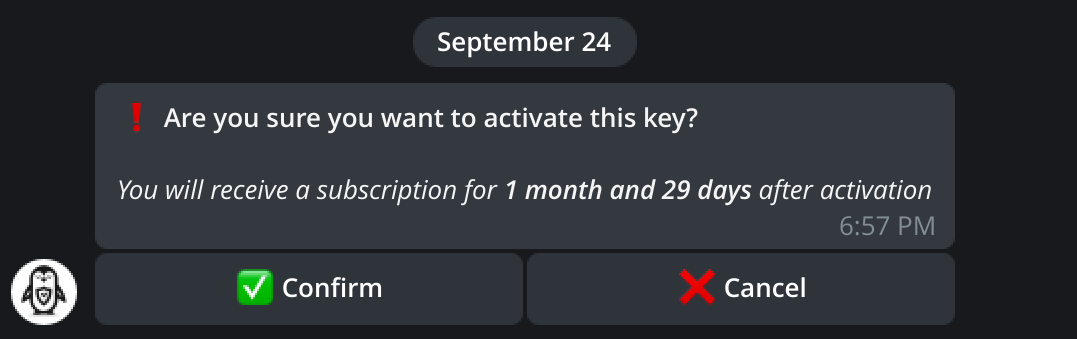 September 24
❗ Are you sure you want to activate this key?
You will receive a subscription for 1 month and 29 days after activation
6:57 PM
✅ Confirm
❌ Cancel